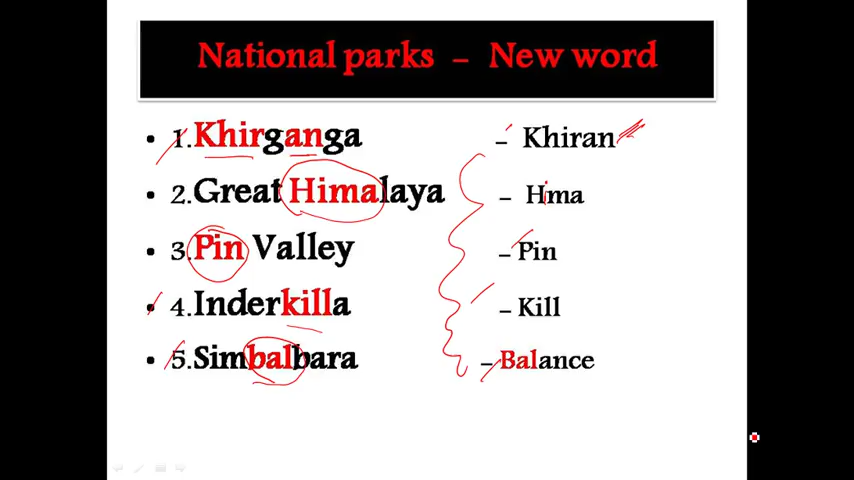 National parks – New word
• 1.Khirganga – Khiran
• 2.Great Himalaya – Hma
• 3.Pin Valley – Pin
• 4.Inderkilla – Kill
• 5.Simbalbara – Balance